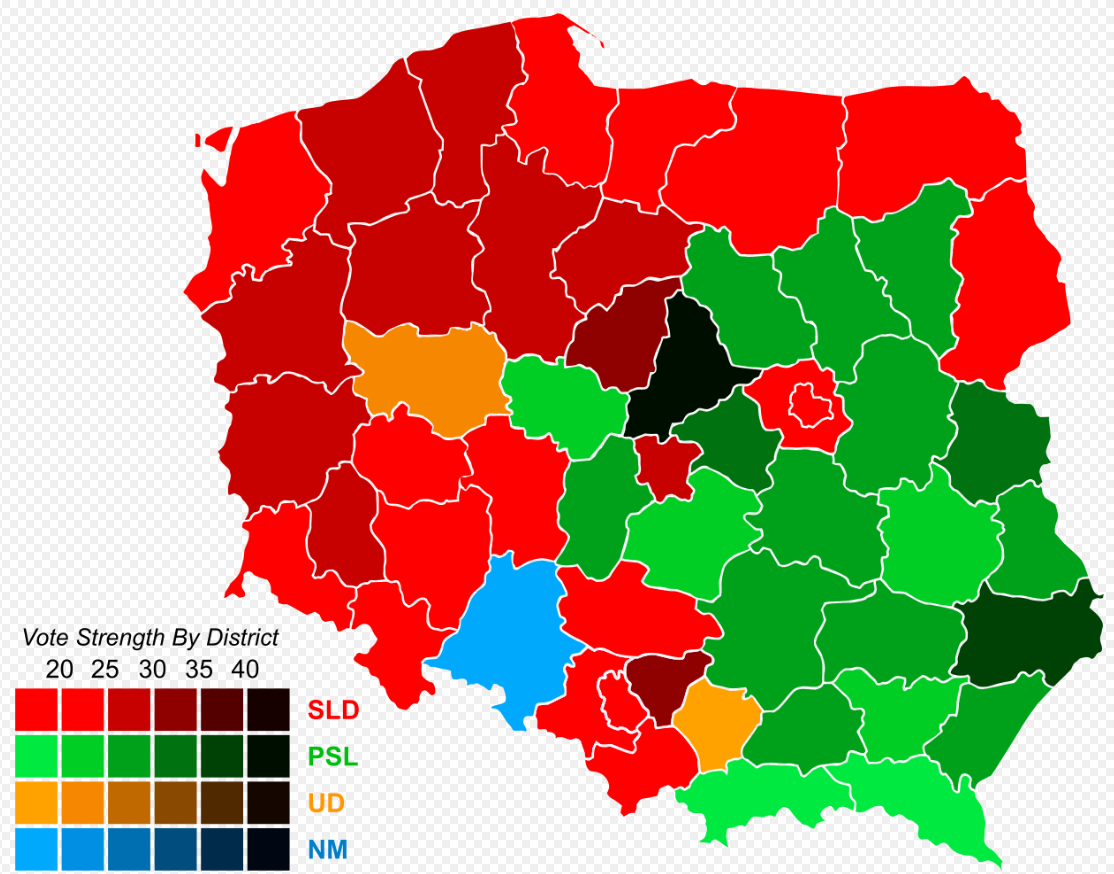 Vote Strength By District
20 25 30 35 40
SLD
PSL
UD
NM